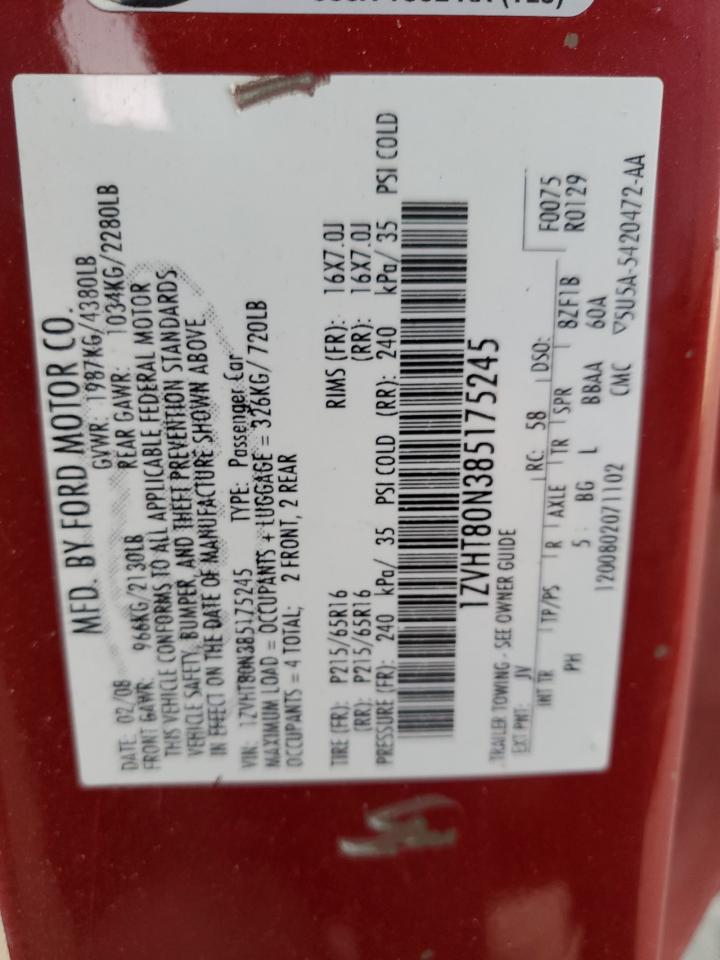 MFD. BY FORD MOTOR CO.
DATE: 02/08 GVWR: 1987KG/4380LB
FRONT GAWR: 966KG/2130LB REAR GAWR: 1034KG/2280LB
THIS VEHICLE CONFORMS TO ALL APPLICABLE FEDERAL MOTOR
VEHICLE SAFETY, BUMPER, AND THEFT PREVENTION STANDARDS
IN EFFECT ON THE DATE OF MANUFACTURE SHOWN ABOVE.
VIN: 1ZVHT80N385175245 TYPE: Passenger Car
MAXIMUM LOAD = OCCUPANTS + LUGGAGE = 326KG/720LB
OCCUPANTS = 4 TOTAL; 2 FRONT, 2 REAR
TIRE (FR): P215/65R16 RIMS (FR): 16X7.0J
(RR): P215/65R16 (RR): 16X7.0J
PRESSURE (FR): 240 kPa/ 35 PSI COLD (RR): 240 kPa/ 35 PSI COLD
1ZVHT80N385175245
TRAILER TOWING - SEE OWNER GUIDE
EXT PNT: JV RC: 58 DSO: F0075
R0129
INT TR TP/PS R AXLE TR SPR 8ZF1B
PH 5 BG L BBAA 60A
1200802071102 CMC ▽5U5A-5420472-AA